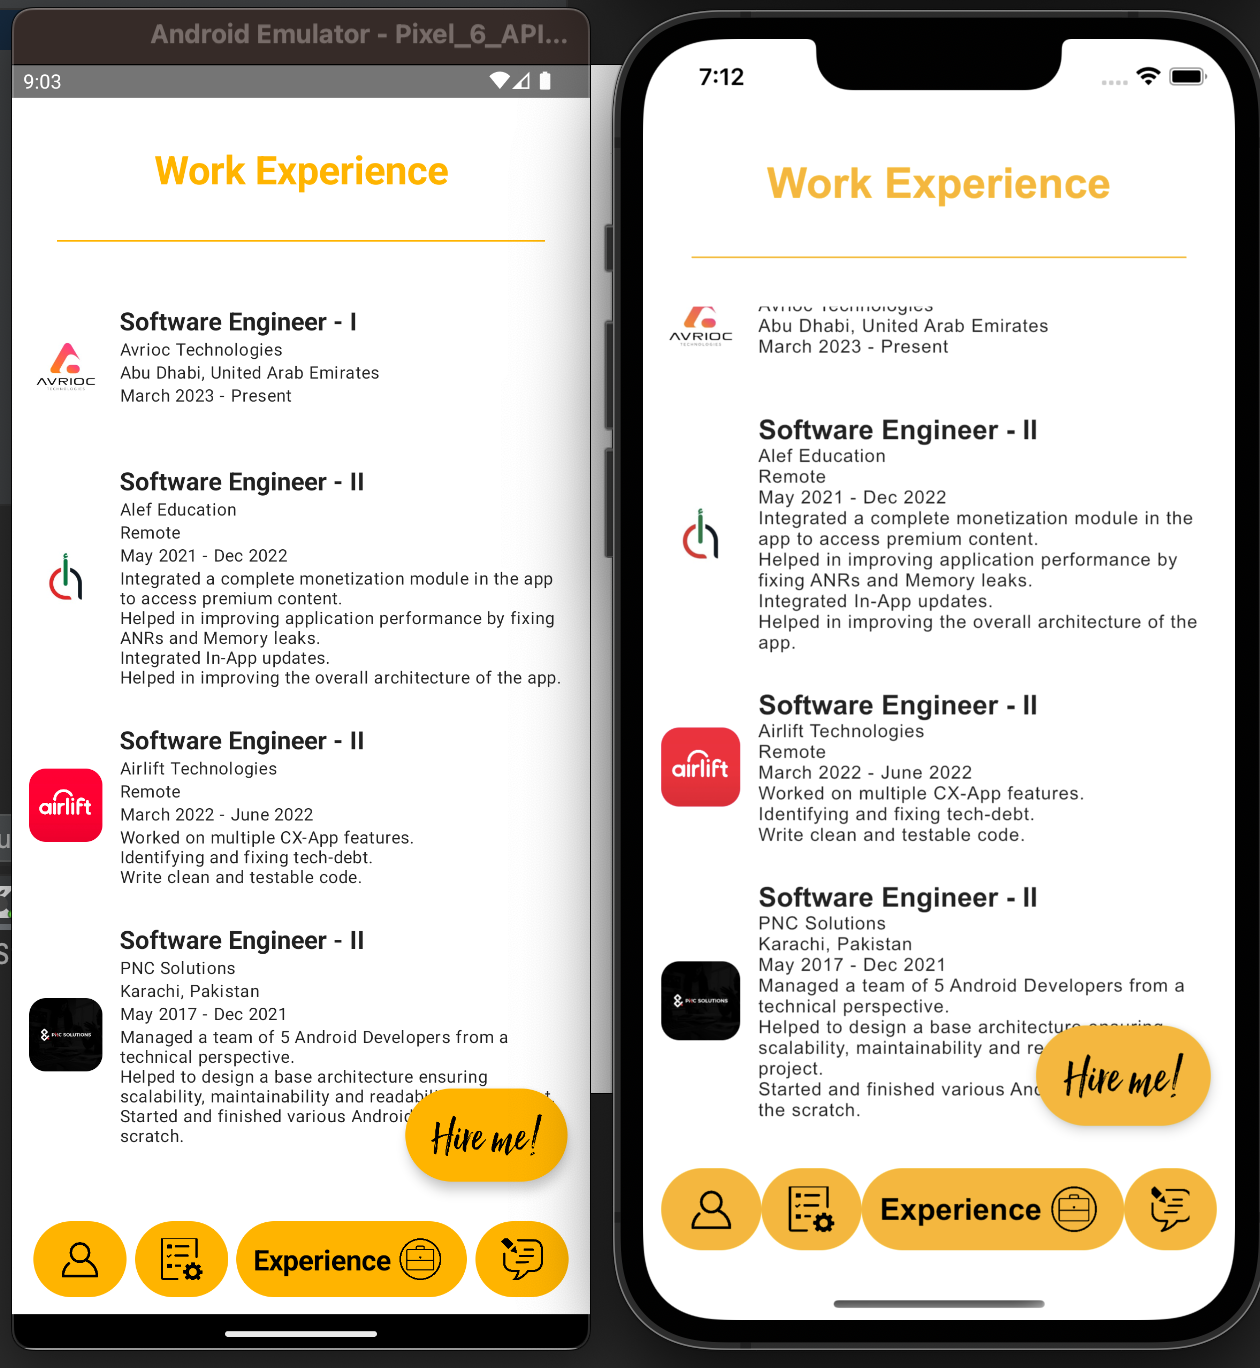 Android Emulator - Pixel_6_API...
9:03
Work Experience
Software Engineer - I
Avrioc Technologies
Abu Dhabi, United Arab Emirates
March 2023 - Present
AVRIOC
TECHNOLOGIES
Software Engineer - II
Alef Education
Remote
May 2021 - Dec 2022
Integrated a complete monetization module in the app
to access premium content.
Helped in improving application performance by fixing
ANRs and Memory leaks.
Integrated In-App updates.
Helped in improving the overall architecture of the app.
Software Engineer - II
Airlift Technologies
Remote
March 2022 - June 2022
Worked on multiple CX-App features.
Identifying and fixing tech-debt.
Write clean and testable code.
airlift
Software Engineer - II
PNC Solutions
Karachi, Pakistan
May 2017 - Dec 2021
Managed a team of 5 Android Developers from a
technical perspective.
Helped to design a base architecture ensuring
scalability, maintainability and
Started and finished various Android
scratch.
PNC SOLUTIONS
Hire me!
Experience
7:12
Work Experience
Avrioc Technologies
Abu Dhabi, United Arab Emirates
March 2023 - Present
AVRIOC
TECHNOLOGIES
Software Engineer - II
Alef Education
Remote
May 2021 - Dec 2022
Integrated a complete monetization module in the
app to access premium content.
Helped in improving application performance by
fixing ANRs and Memory leaks.
Integrated In-App updates.
Helped in improving the overall architecture of the
app.
Software Engineer - II
Airlift Technologies
Remote
March 2022 - June 2022
Worked on multiple CX-App features.
Identifying and fixing tech-debt.
Write clean and testable code.
airlift
Software Engineer - II
PNC Solutions
Karachi, Pakistan
May 2017 - Dec 2021
Managed a team of 5 Android Developers from a
technical perspective.
Helped to design a base architecture ensuring
scalability, maintainability and
project.
Started and finished various
the scratch.
PNC SOLUTIONS
Hire me!
Experience